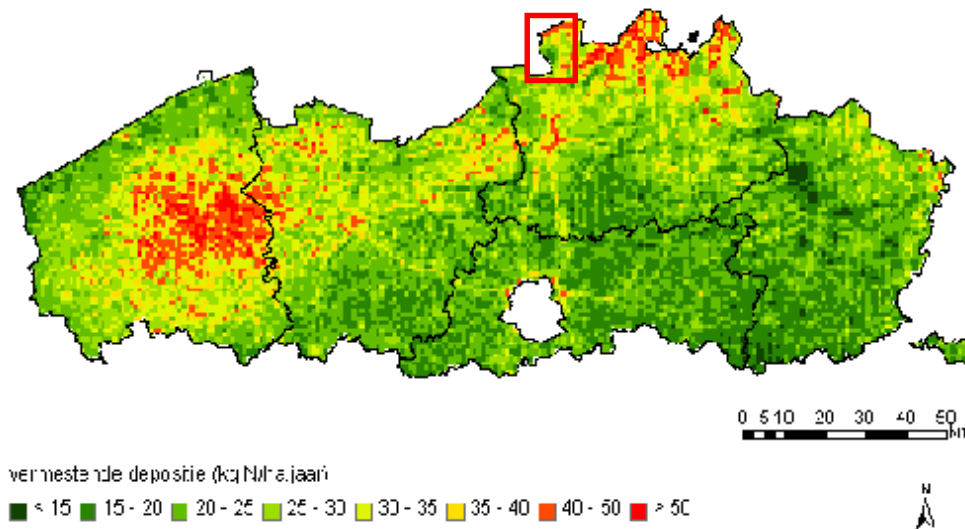 0 5 10 20 30 40 50
vermestende depositie (kg N/ha.jaar)
< 15 15 - 20 20 - 25 25 - 30 30 - 35 35 - 40 40 - 50 > 50
N